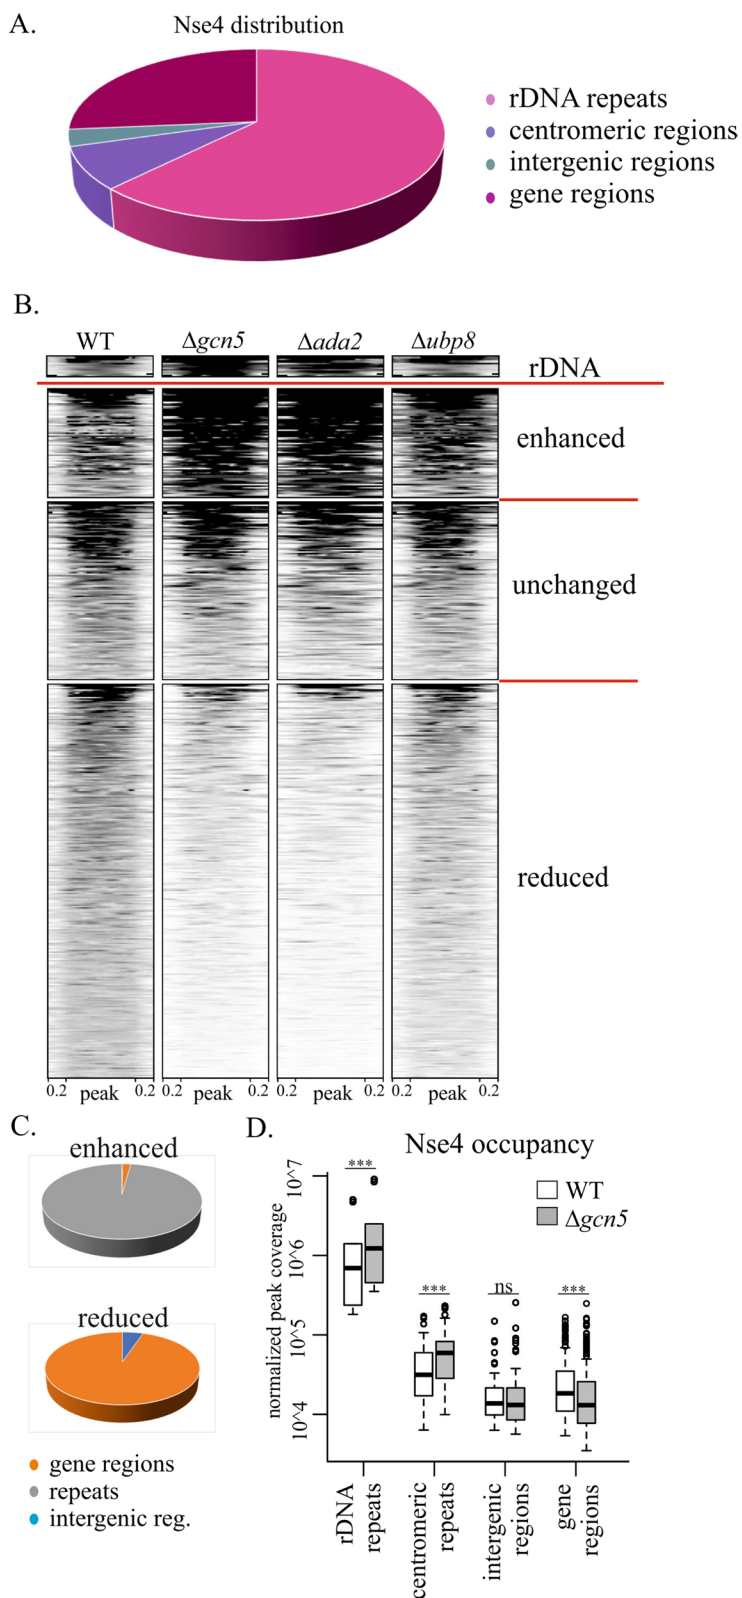 A.
Nse4 distribution
rDNA repeats
centromeric regions
intergenic regions
gene regions
B.
WT Δgcn5 Δada2 Δubp8
rDNA
enhanced
unchanged
reduced
0.2 peak 0.2 0.2 peak 0.2 0.2 peak 0.2 0.2 peak 0.2
C.
enhanced
reduced
gene regions
repeats
intergenic reg.
D.
Nse4 occupancy
WT
Δgcn5
normalized peak coverage
10^7
10^6
10^5
10^4
***
***
ns
***
rDNA
repeats
centromeric
repeats
intergenic
regions
gene
regions